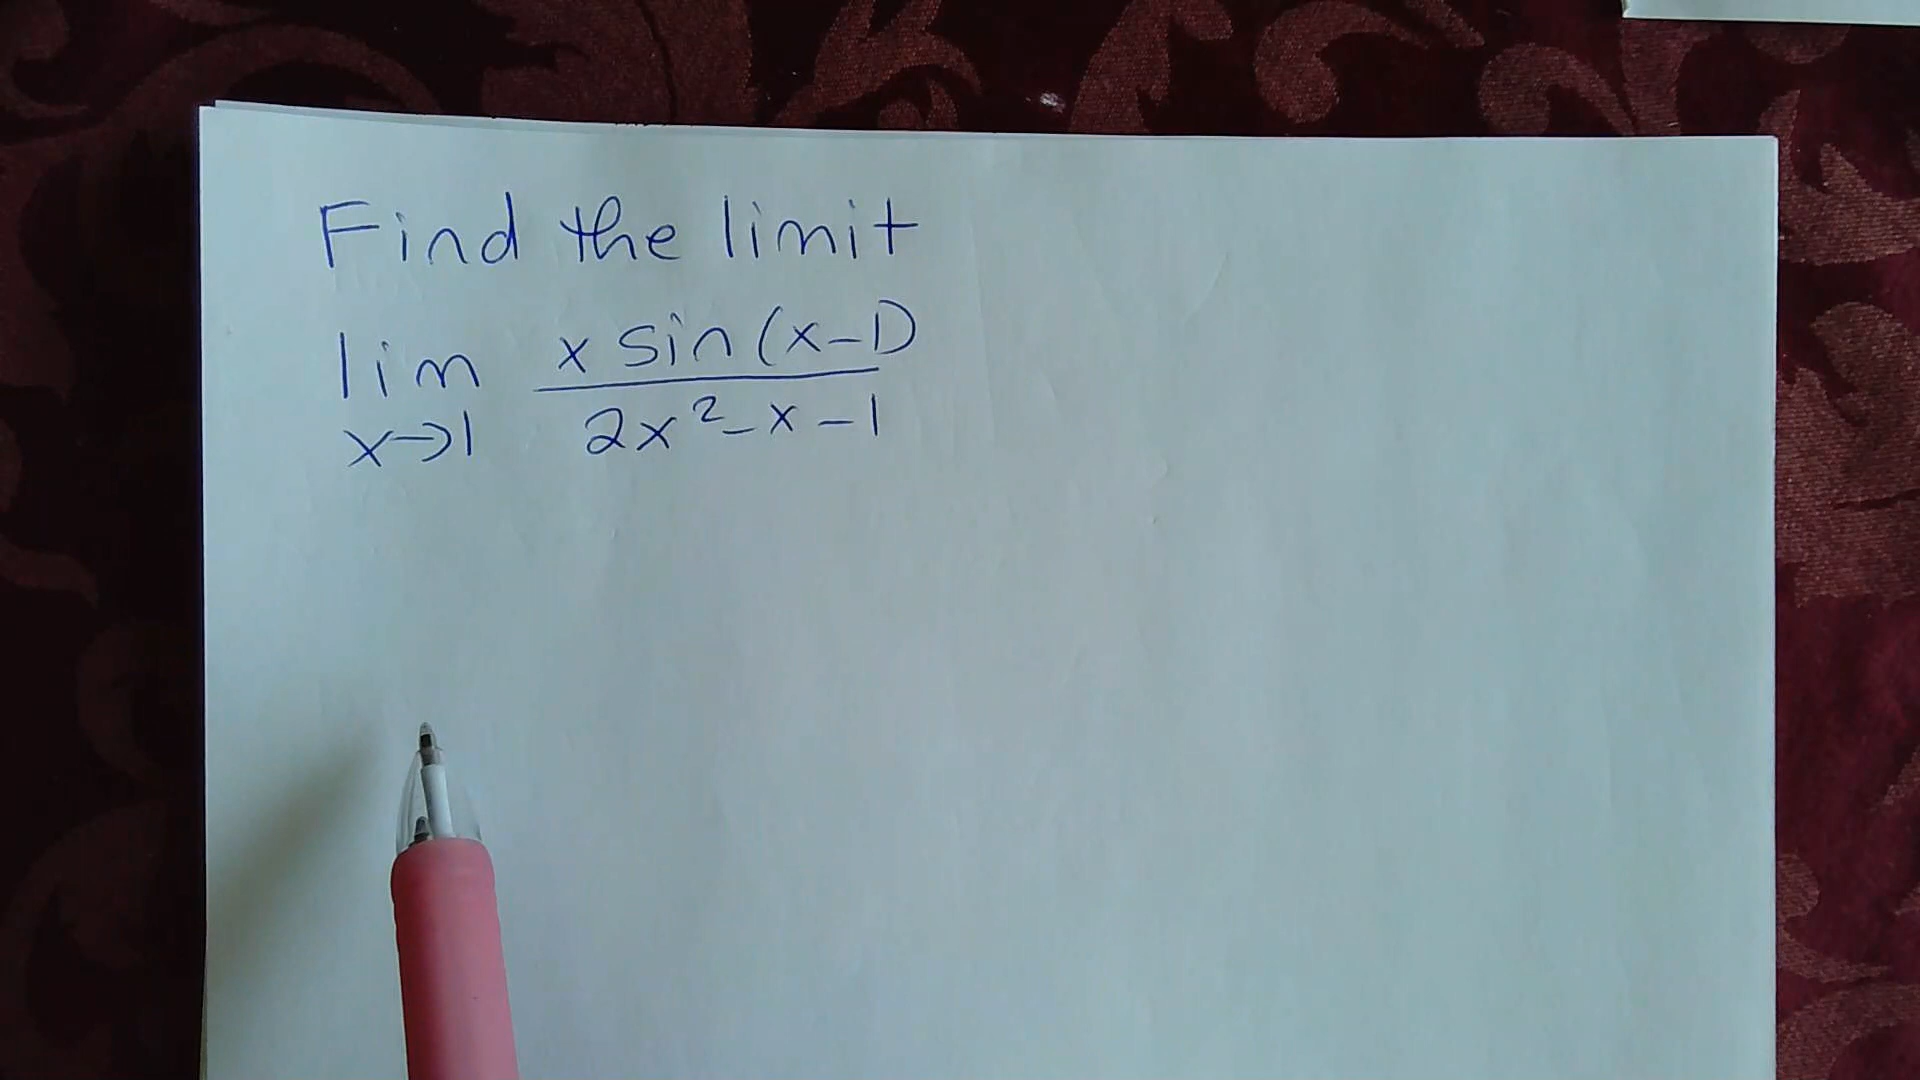 Find the limit
lim x sin(x-1)
x→1 2x²-x-1